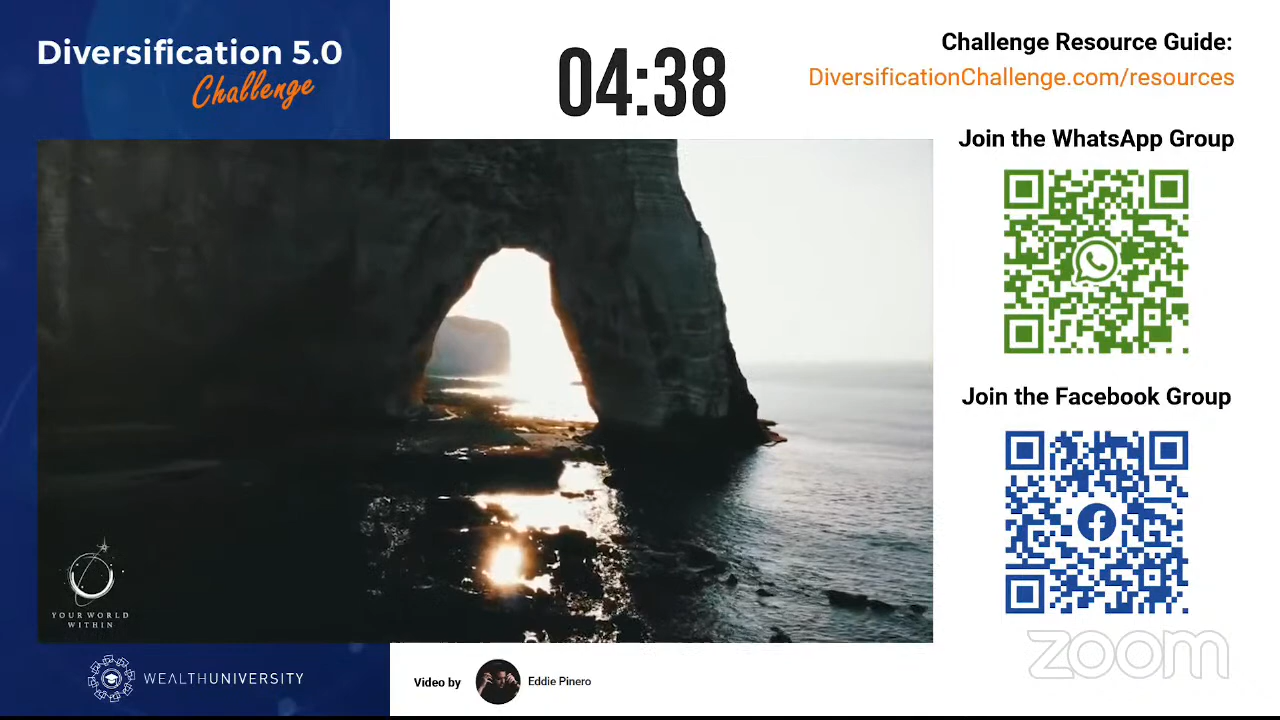 Diversification 5.0
Challenge
04:38
Challenge Resource Guide:
DiversificationChallenge.com/resources
Join the WhatsApp Group
Join the Facebook Group
YOUR WORLD
WITHIN
zoom
WEALTHUNIVERSITY
Video by
Eddie Pinero